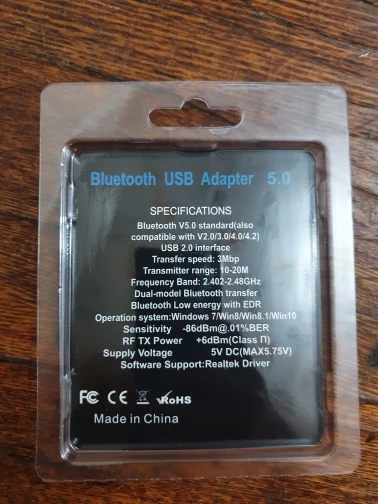 Bluetooth USB Adapter 5.0
SPECIFICATIONS
Bluetooth V5.0 standard(also
compatible with V2.0/3.0/4.0/4.2)
USB 2.0 interface
Transfer speed: 3Mbp
Transmitter range: 10-20M
Frequency Band: 2.402-2.48GHz
Dual-model Bluetooth transfer
Bluetooth Low energy with EDR
Operation system:Windows 7/Win8/Win8.1/Win10
Sensitivity -86dBm@.01%BER
RF TX Power +6dBm(Class Π)
Supply Voltage 5V DC(MAX5.75V)
Software Support:Realtek Driver
FC CE RoHS
Made in China